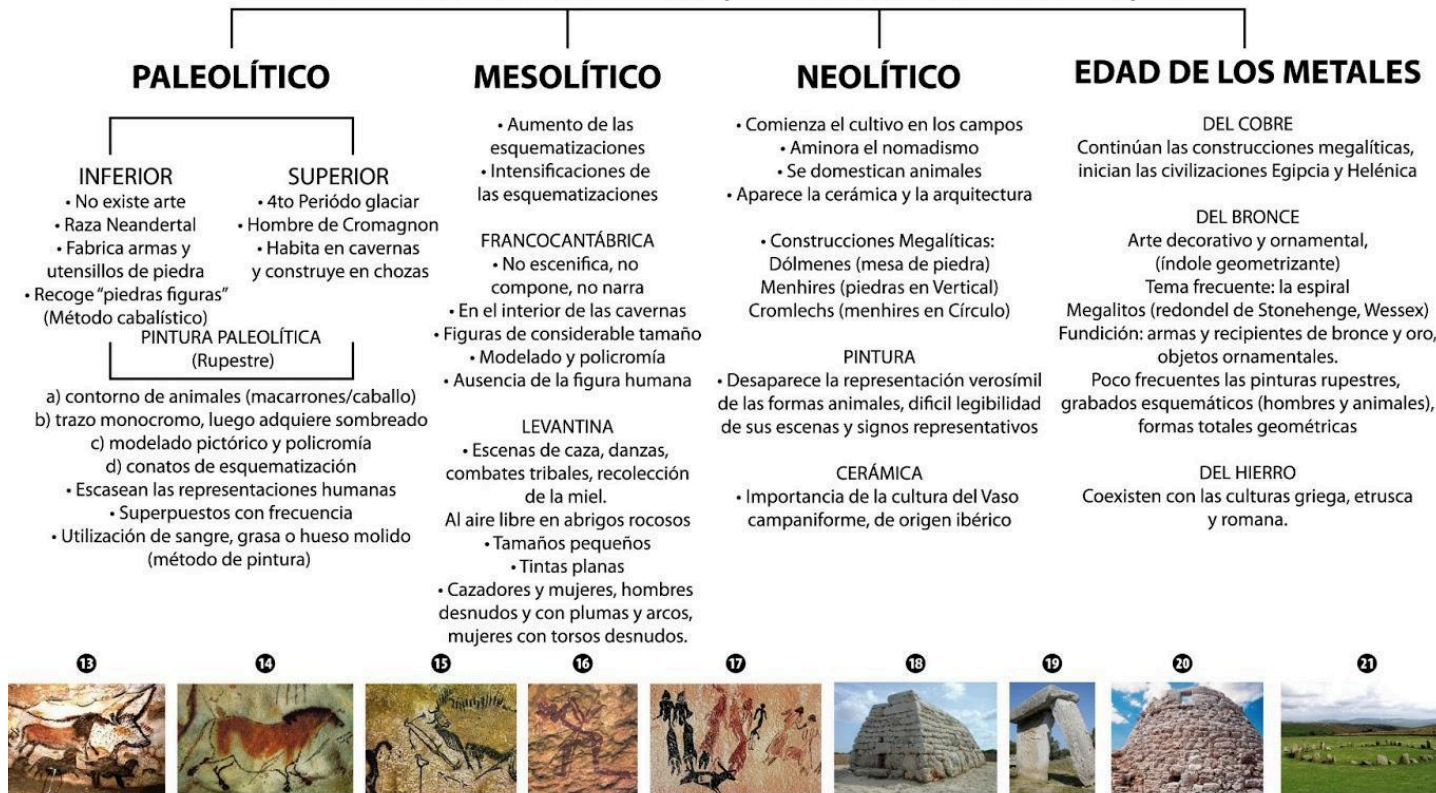 PALEOLÍTICO
INFERIOR
• No existe arte
• Raza Neandertal
• Fabrica armas y
utensillos de piedra
• Recoge "piedras figuras"
(Método cabalístico)
SUPERIOR
• 4to Periódo glaciar
• Hombre de Cromagnon
• Habita en cavernas
y construye en chozas
PINTURA PALEOLÍTICA
(Rupestre)
a) contorno de animales (macarrones/caballo)
b) trazo monocromo, luego adquiere sombreado
c) modelado pictórico y policromía
d) conatos de esquematización
• Escasean las representaciones humanas
• Superpuestos con frecuencia
• Utilización de sangre, grasa o hueso molido
(método de pintura)
MESOLÍTICO
• Aumento de las
esquematizaciones
• Intensificaciones de
las esquematizaciones
FRANCOCANTÁBRICA
• No escenifica, no
compone, no narra
• En el interior de las cavernas
• Figuras de considerable tamaño
• Modelado y policromía
• Ausencia de la figura humana
LEVANTINA
• Escenas de caza, danzas,
combates tribales, recolección
de la miel.
Al aire libre en abrigos rocosos
• Tamaños pequeños
• Tintas planas
• Cazadores y mujeres, hombres
desnudos y con plumas y arcos,
mujeres con torsos desnudos.
NEOLÍTICO
• Comienza el cultivo en los campos
• Aminora el nomadismo
• Se domestican animales
• Aparece la cerámica y la arquitectura
• Construcciones Megalíticas:
Dólmenes (mesa de piedra)
Menhires (piedras en Vertical)
Cromlechs (menhires en Círculo)
PINTURA
• Desaparece la representación verosímil
de las formas animales, dificil legibilidad
de sus escenas y signos representativos
CERÁMICA
• Importancia de la cultura del Vaso
campaniforme, de origen ibérico
EDAD DE LOS METALES
DEL COBRE
Continúan las construcciones megalíticas,
inician las civilizaciones Egipcia y Helénica
DEL BRONCE
Arte decorativo y ornamental,
(índole geometrizante)
Tema frecuente: la espiral
Megalitos (redondel de Stonehenge, Wessex)
Fundición: armas y recipientes de bronce y oro,
objetos ornamentales.
Poco frecuentes las pinturas rupestres,
grabados esquemáticos (hombres y animales),
formas totales geométricas
DEL HIERRO
Coexisten con las culturas griega, etrusca
y romana.
13 14 15 16 17 18 19 20 21